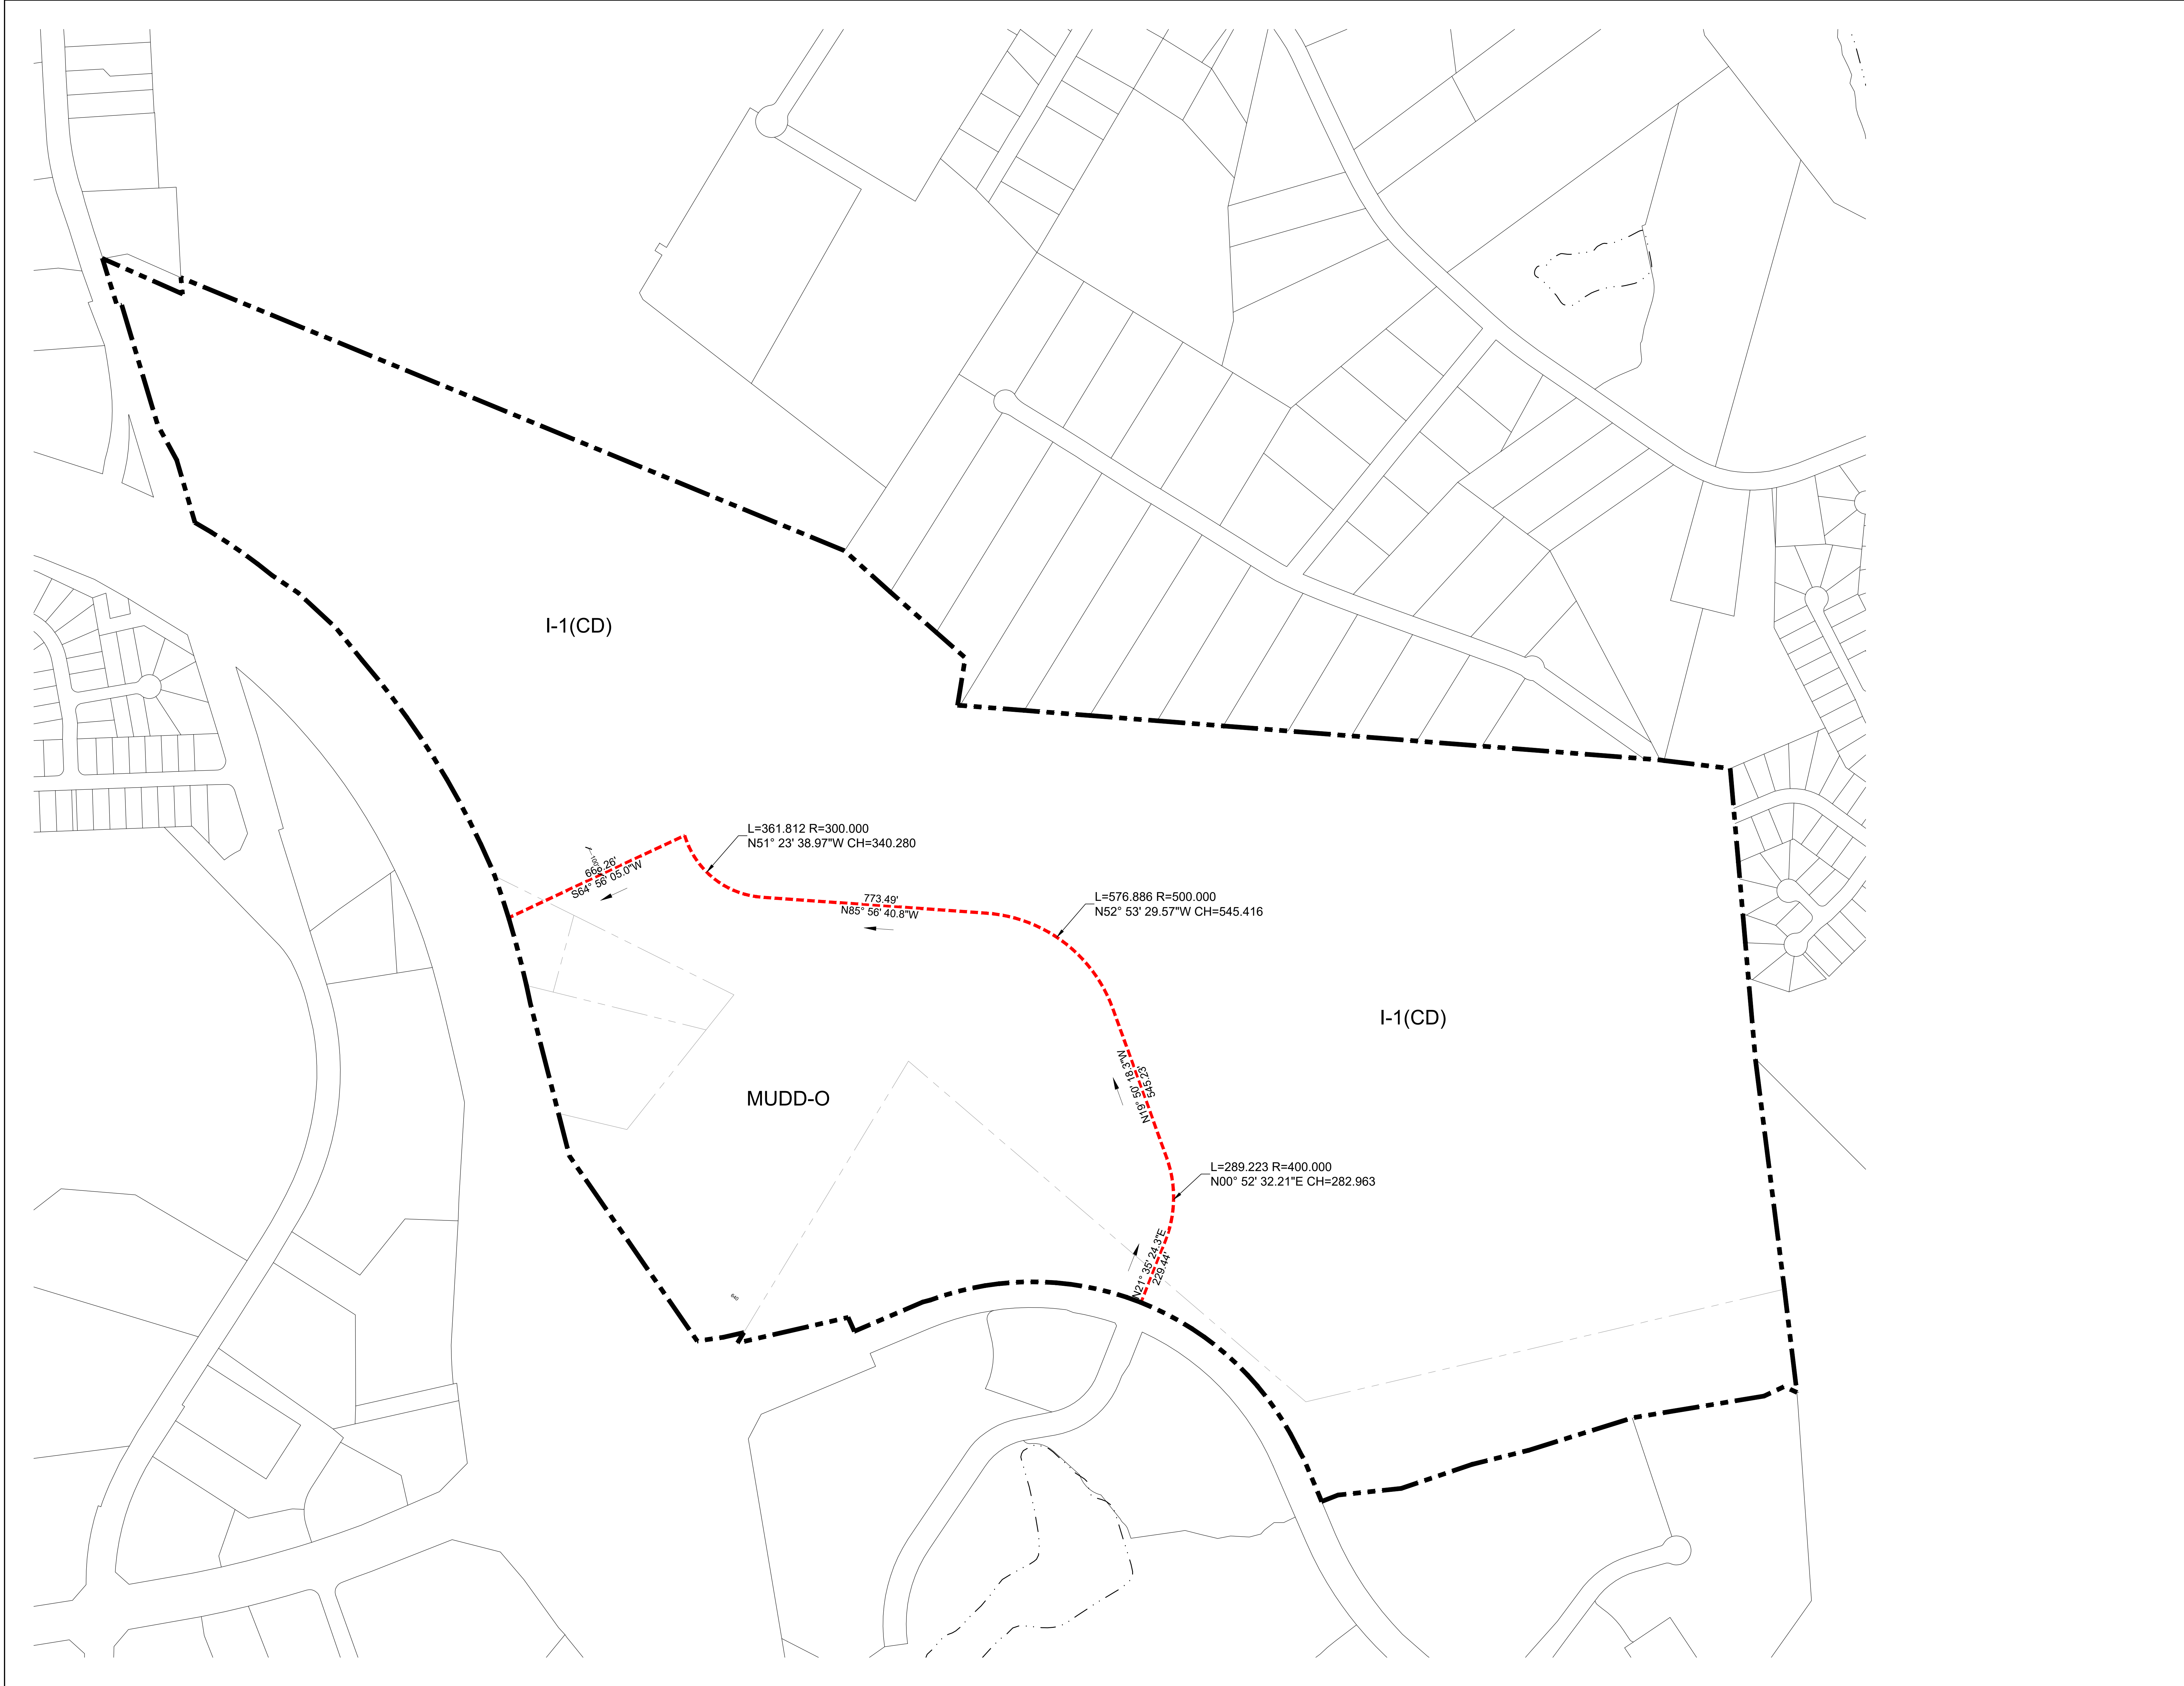 I-1(CD)
L=361.812 R=300.000
N51° 23' 38.97"W CH=340.280
100'
S64° 56' 05.0"W
773.49'
N85° 56' 40.8"W
L=576.886 R=500.000
N52° 53' 29.57"W CH=545.416
I-1(CD)
N19° 50' 18.3"W
545.23'
MUDD-O
L=289.223 R=400.000
N00° 52' 32.21"E CH=282.963
N21° 35' 24.3"E
229.44'
640